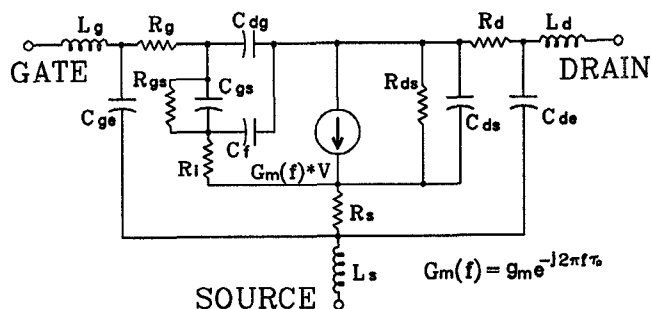 Lg Rg Cdg Rd Ld
GATE DRAIN
Rgs Cgs Rds
Cge Cds Cde
Cf
Ri Gm(f)*V
Rs
Ls Gm(f) = gme^-j2πfτo
SOURCE